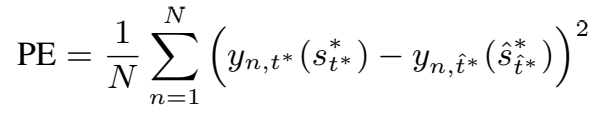 PE = \frac{1}{N} \sum_{n=1}^{N} \left( y_{n,t^*}(s^*_{t^*}) - y_{n,\hat{t}^*}(\hat{s}^*_{\hat{t}^*}) \right)^2